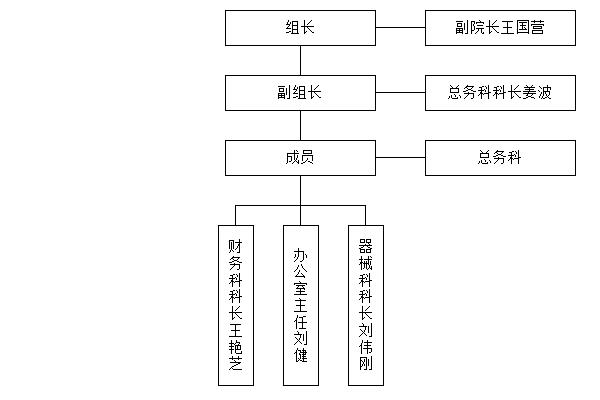 组长
副院长王国营
副组长
总务科科长姜波
成员
总务科
财务科科长王艳芝
办公室主任刘健
器械科科长刘伟刚